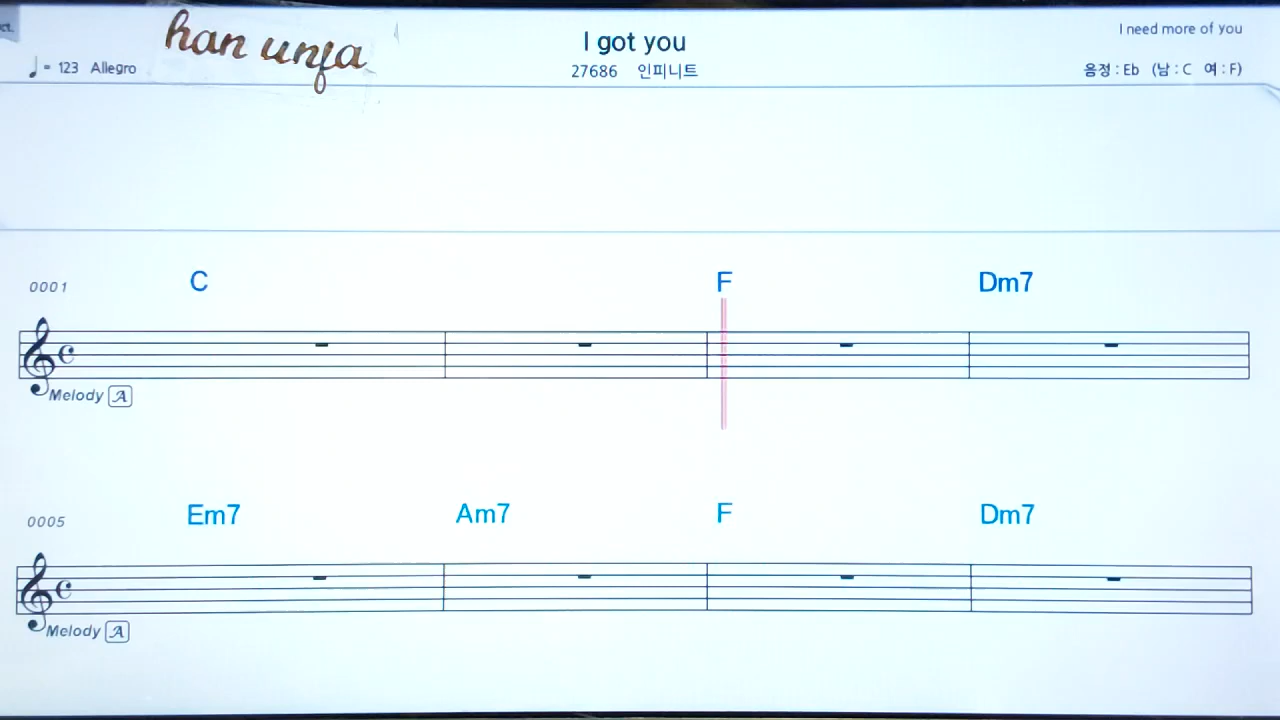 han unfa
I got you
I need more of you
= 123 Allegro
27686 인피니트
음정 : Eb (남 : C 여 : F)
C F Dm7
0001
Melody A
Em7 Am7 F Dm7
0005
Melody A